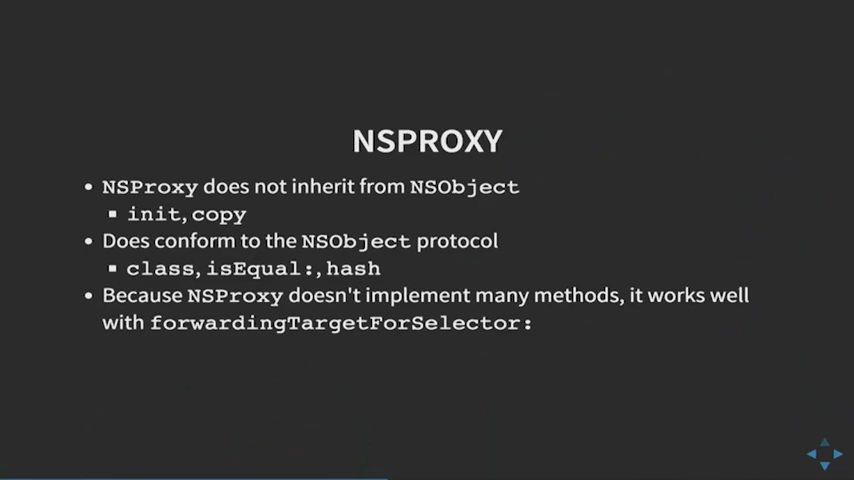 NSPROXY
• NSProxy does not inherit from NSObject
▪ init, copy
• Does conform to the NSObject protocol
▪ class, isEqual:, hash
• Because NSProxy doesn't implement many methods, it works well
with forwardingTargetForSelector: